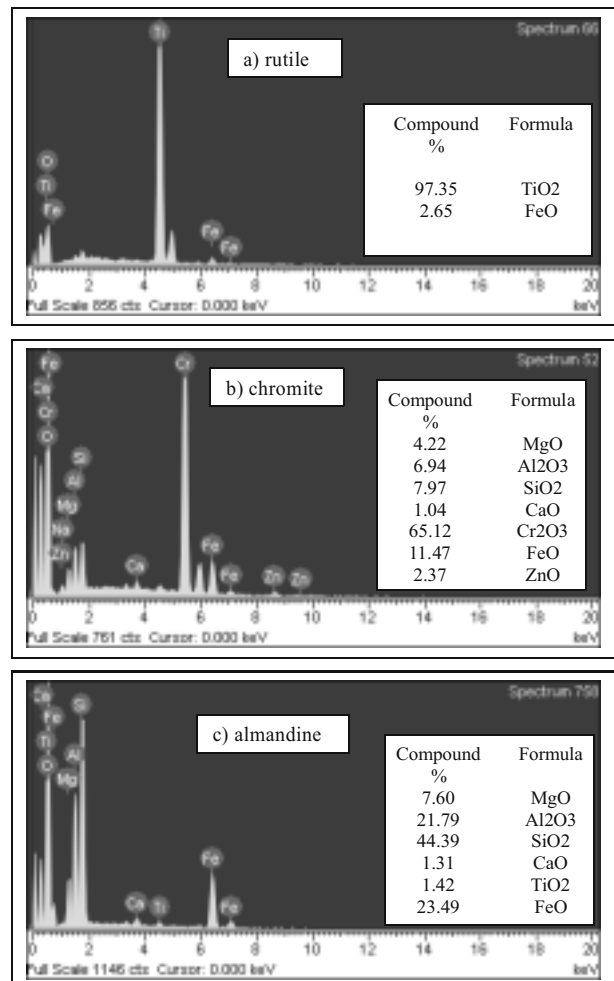 Spectrum 66
Ti
a) rutile
Compound Formula
%
97.35 TiO2
2.65 FeO
O
Ti
Fe
Fe
Fe
0 2 4 6 8 10 12 14 16 18 20
Full Scale 856 cts Cursor: 0.000 keV keV
Spectrum 52
Fe
Cr
Ca
b) chromite
Cr
O
Si
Al
Mg
Na
Zn
Compound Formula
%
4.22 MgO
6.94 Al2O3
7.97 SiO2
1.04 CaO
65.12 Cr2O3
11.47 FeO
2.37 ZnO
Ca
Fe
Fe
Zn
Zn
0 2 4 6 8 10 12 14 16 18 20
Full Scale 761 cts Cursor: 0.000 keV keV
Spectrum 758
Ca
Si
Fe
c) almandine
Ti
Al
O
Mg
Compound Formula
%
7.60 MgO
21.79 Al2O3
44.39 SiO2
1.31 CaO
1.42 TiO2
23.49 FeO
Fe
Ca
Ti
Fe
0 2 4 6 8 10 12 14 16 18 20
Full Scale 1146 cts Cursor: 0.000 keV keV